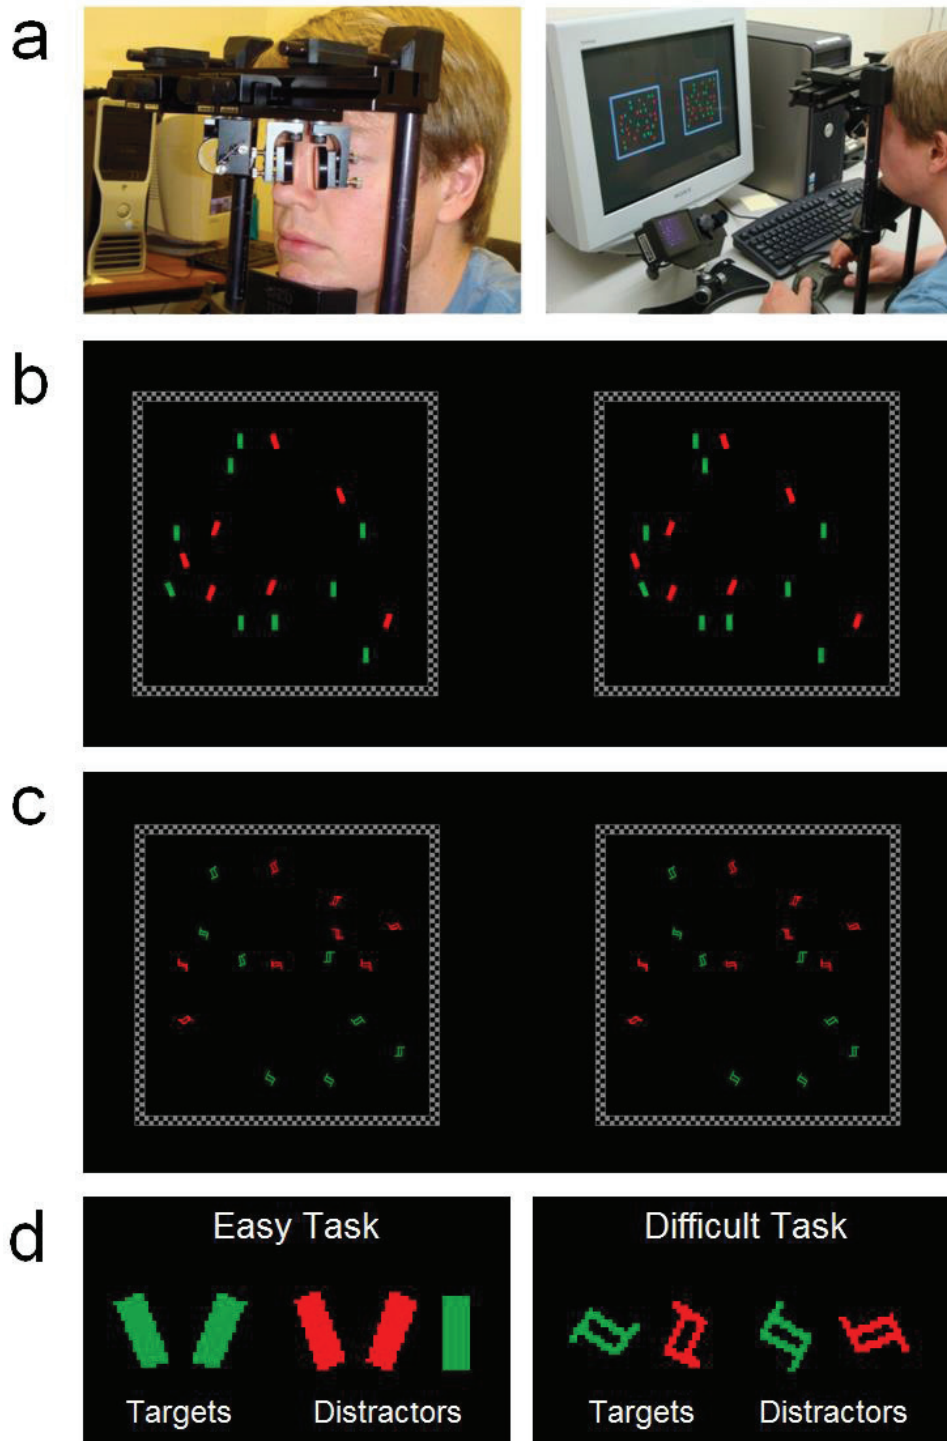 a
b
c
d
Easy Task
Targets
Distractors
Difficult Task
Targets
Distractors